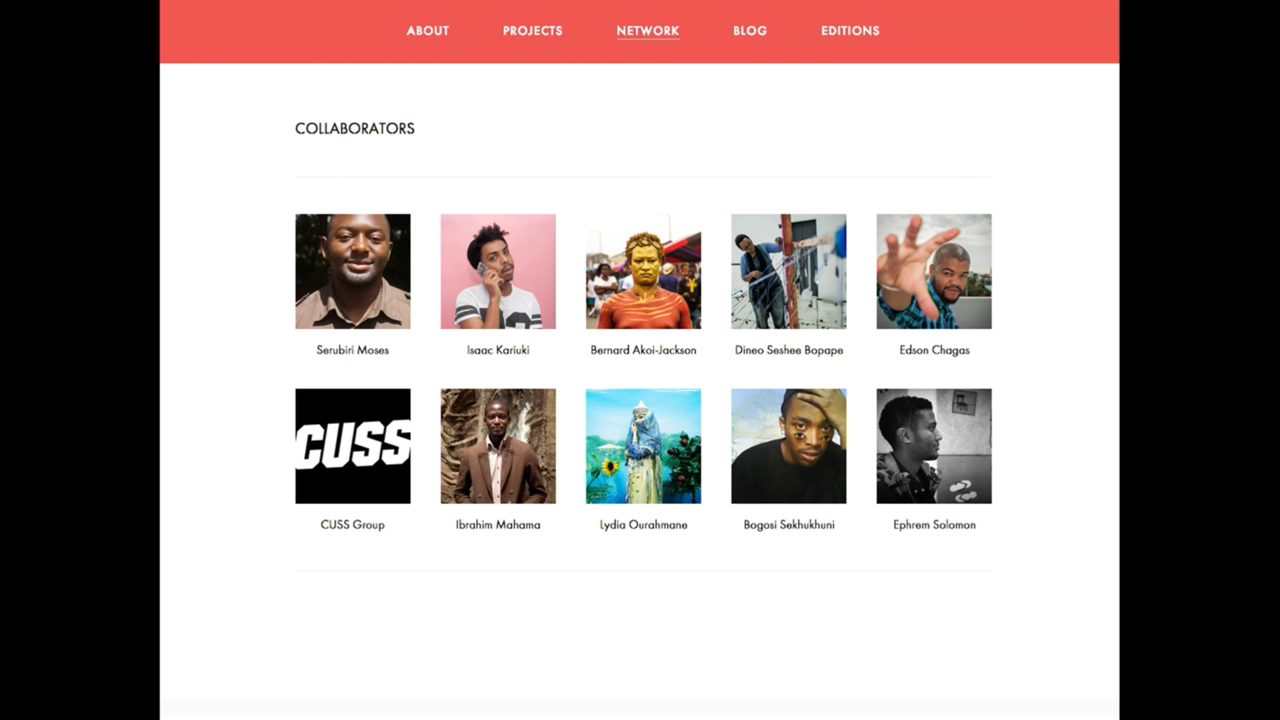 ABOUT PROJECTS NETWORK BLOG EDITIONS
COLLABORATORS
Serubiri Moses Isaac Kariuki Bernard Akoi-Jackson Dineo Seshee Bopape Edson Chagas
CUSS
CUSS Group Ibrahim Mahama Lydia Ourahmane Bogosi Sekhukhuni Ephrem Solomon